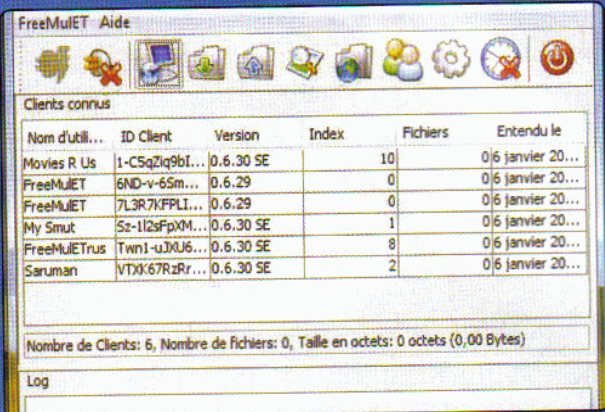 FreeMulET Aide
Clients connus
Nom d'utili... ID Client Version Index Fichiers Entendu le
Movies R Us 1-C5qZiq9bI... 0.6.30 SE 10 0 6 janvier 20...
FreeMulET 6ND-v-6Sm... 0.6.29 0 0 6 janvier 20...
FreeMulET 7L3R7KFPLI... 0.6.29 0 0 6 janvier 20...
My Smut Sz-1l2sFpXM... 0.6.30 SE 1 0 6 janvier 20...
FreeMulETrus Twn1-uJXU6... 0.6.30 SE 8 0 6 janvier 20...
Saruman VTXK67RzRr... 0.6.30 SE 2 0 6 janvier 20...
Nombre de Clients: 6, Nombre de fichiers: 0, Taille en octets: 0 octets (0,00 Bytes)
Log